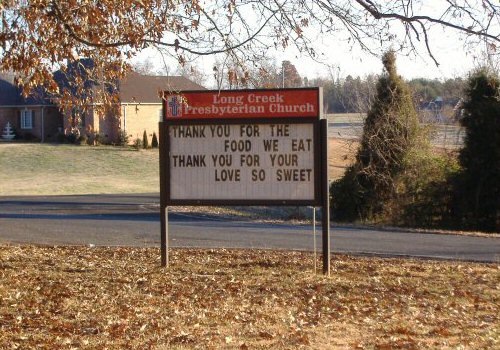 Long Creek
Presbyterian Church
THANK YOU FOR THE
FOOD WE EAT
THANK YOU FOR YOUR
LOVE SO SWEET